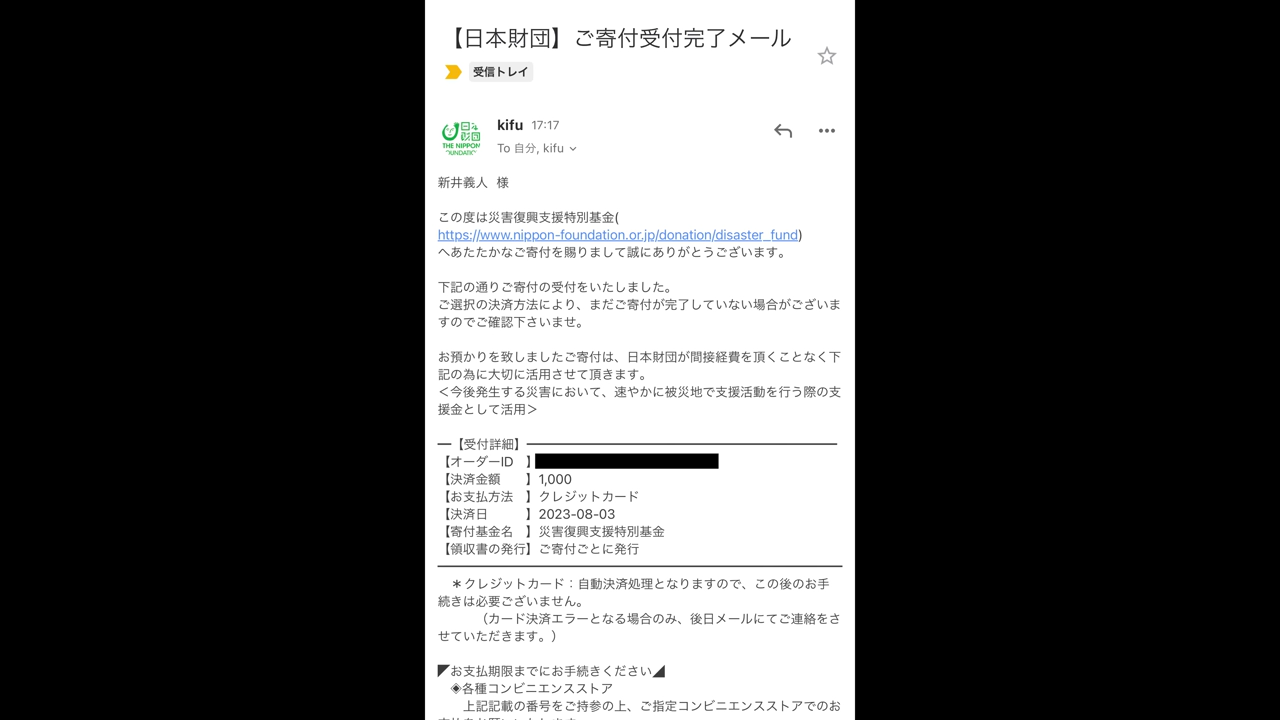 【日本財団】ご寄付受付完了メール
受信トレイ
kifu 17:17
To 自分, kifu
THE NIPPON
新井義人 様
この度は災害復興支援特別基金(
https://www.nippon-foundation.or.jp/donation/disaster_fund)
へあたたかなご寄付を賜りまして誠にありがとうございます。
下記の通りご寄付の受付をいたしました。
ご選択の決済方法により、まだご寄付が完了していない場合がございま
すのでご確認下さいませ。
お預かりを致しましたご寄付は、日本財団が間接経費を頂くことなく下
記の為に大切に活用させて頂きます。
＜今後発生する災害において、速やかに被災地で支援活動を行う際の支
援金として活用＞
━【受付詳細】━━━━━━━━━━━━━━━━━━━━━━━━━
【オーダーID 】
【決済金額 】1,000
【お支払方法 】クレジットカード
【決済日 】2023-08-03
【寄付基金名 】災害復興支援特別基金
【領収書の発行】ご寄付ごとに発行
＊クレジットカード：自動決済処理となりますので、この後のお手
続きは必要ございません。
（カード決済エラーとなる場合のみ、後日メールにてご連絡をさ
せていただきます。）
◤お支払期限までにお手続きください◢
◈各種コンビニエンスストア
上記記載の番号をご持参の上、ご指定コンビニエンスストアでのお